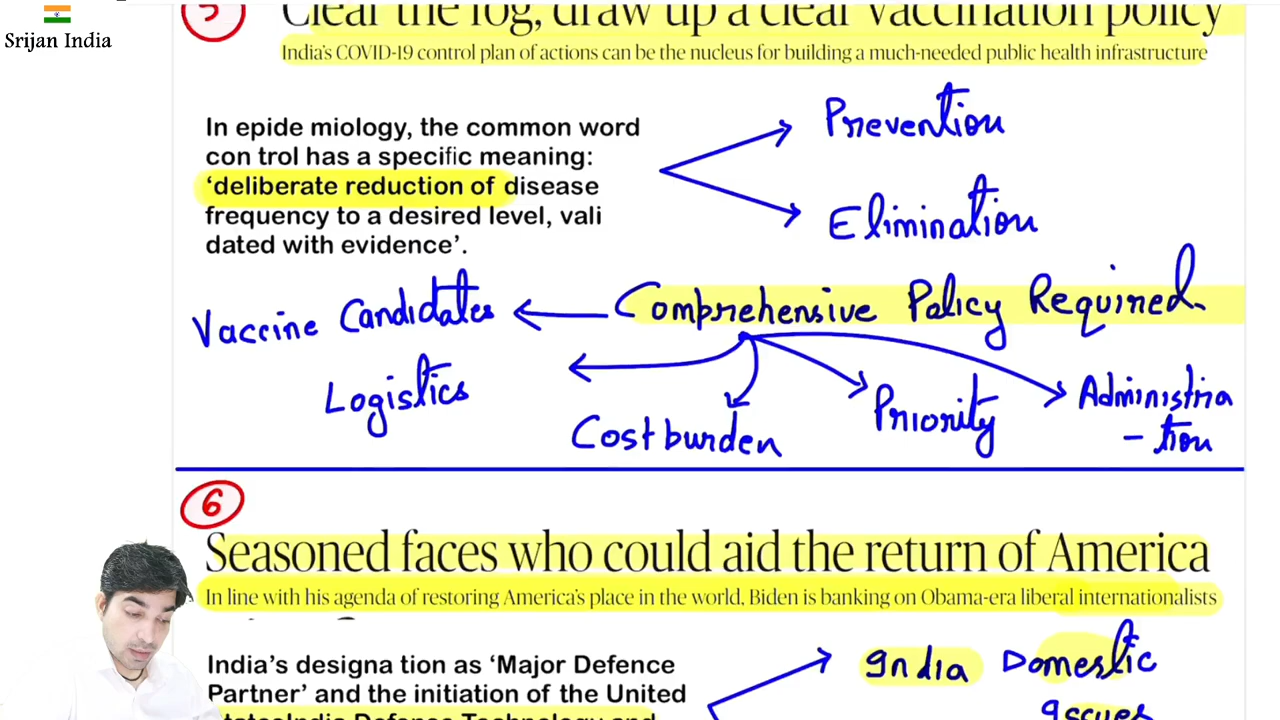 Srijan India
5
Clear the fog, draw up a clear vaccination policy
India's COVID-19 control plan of actions can be the nucleus for building a much-needed public health infrastructure
In epide miology, the common word
con trol has a specific meaning:
‘deliberate reduction of disease
frequency to a desired level, vali
dated with evidence’.
Prevention
Elimination
Comprehensive Policy Required
Vaccine Candidates
Logistics
Cost burden
Priority
Administra
- tion
6
Seasoned faces who could aid the return of America
In line with his agenda of restoring America's place in the world, Biden is banking on Obama-era liberal internationalists
India's designa tion as ‘Major Defence
Partner’ and the initiation of the United
StatesIndia Defence Technology and
India Domestic
issues